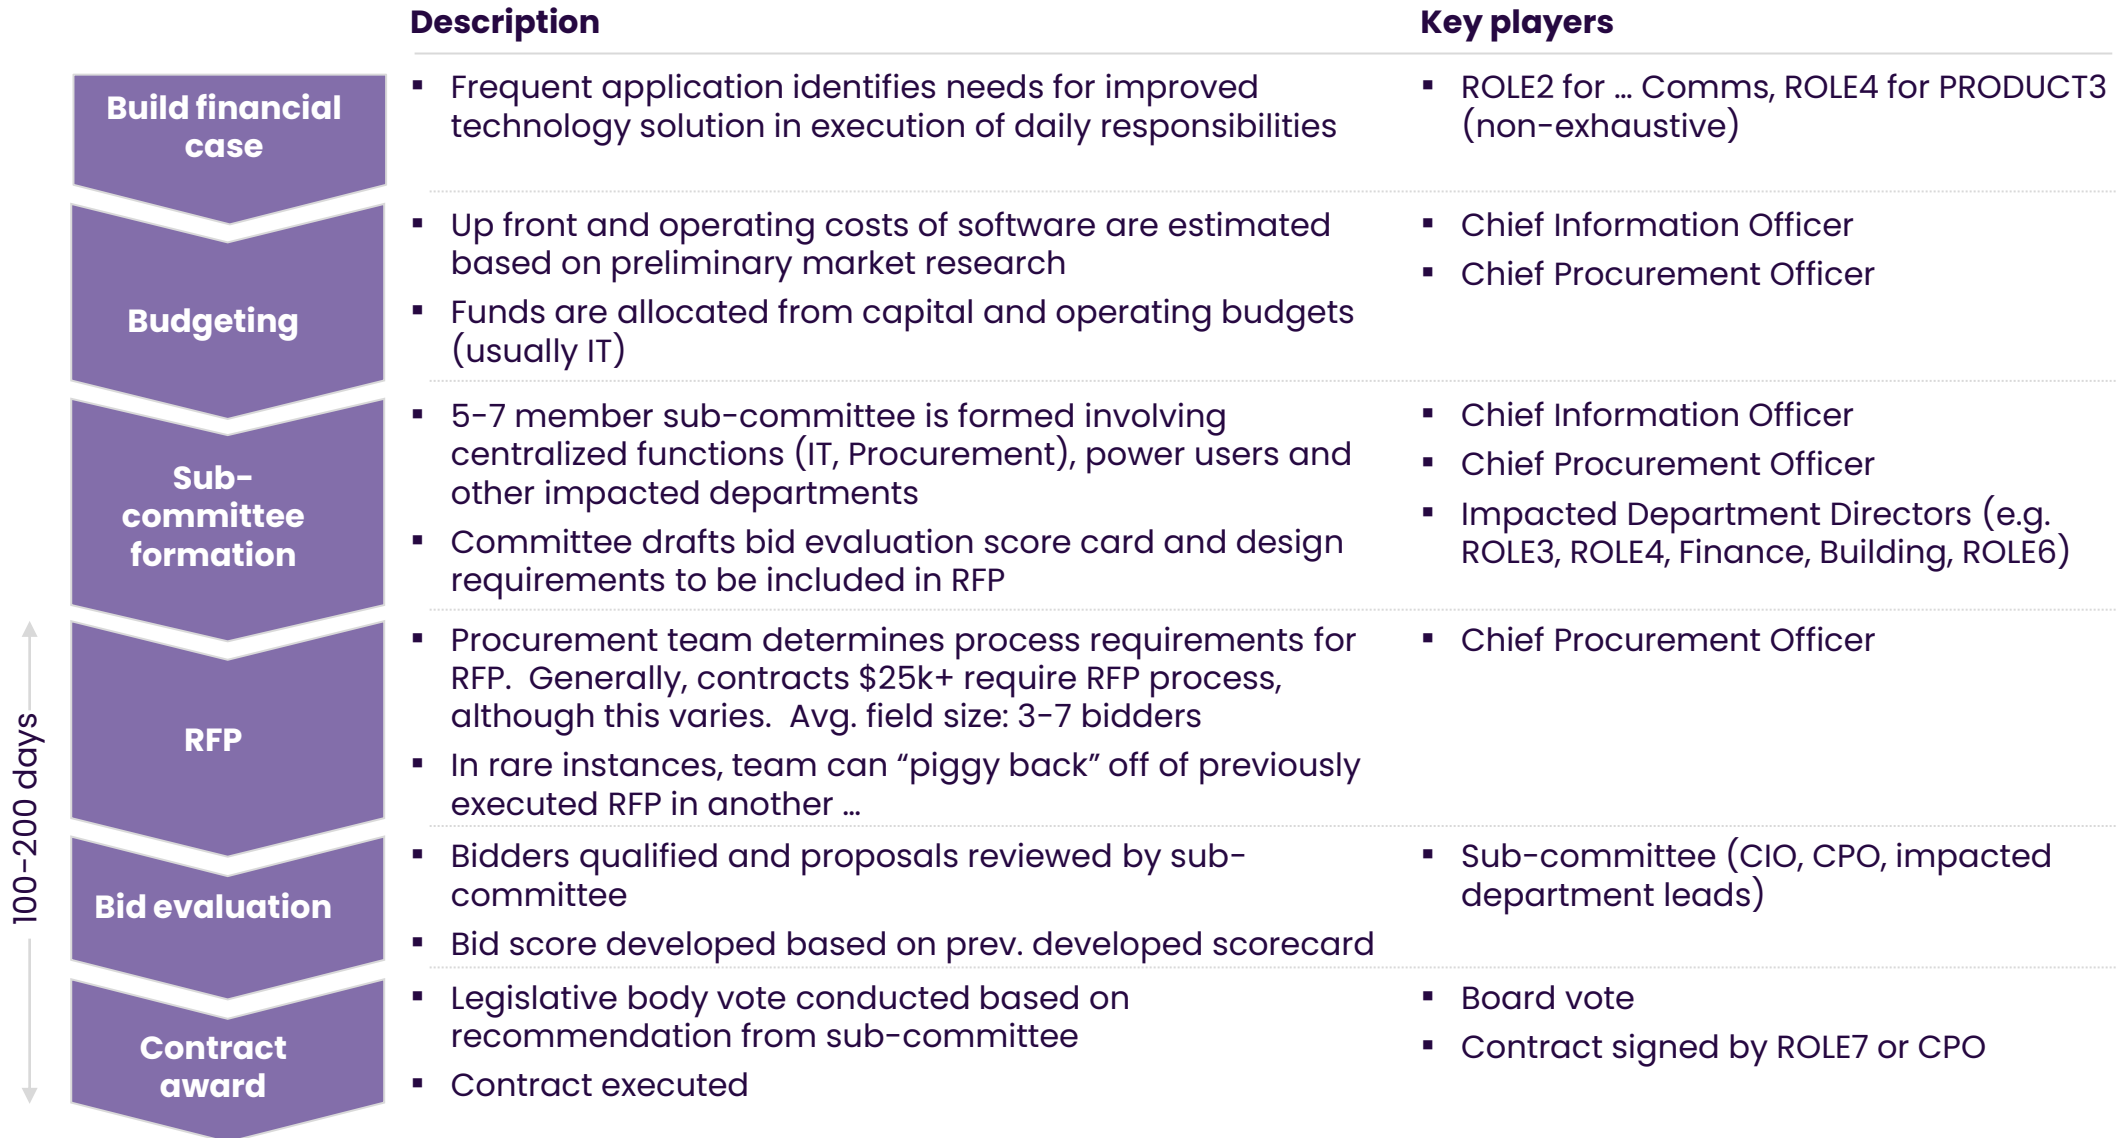 Description
Key players
Build financial
case
▪ Frequent application identifies needs for improved
technology solution in execution of daily responsibilities
▪ ROLE2 for … Comms, ROLE4 for PRODUCT3
(non-exhaustive)
Budgeting
▪ Up front and operating costs of software are estimated
based on preliminary market research
▪ Funds are allocated from capital and operating budgets
(usually IT)
▪ Chief Information Officer
▪ Chief Procurement Officer
Sub-
committee
formation
▪ 5-7 member sub-committee is formed involving
centralized functions (IT, Procurement), power users and
other impacted departments
▪ Committee drafts bid evaluation score card and design
requirements to be included in RFP
▪ Chief Information Officer
▪ Chief Procurement Officer
▪ Impacted Department Directors (e.g.
ROLE3, ROLE4, Finance, Building, ROLE6)
100-200 days
RFP
▪ Procurement team determines process requirements for
RFP.  Generally, contracts $25k+ require RFP process,
although this varies.  Avg. field size: 3-7 bidders
▪ In rare instances, team can “piggy back” off of previously
executed RFP in another …
▪ Chief Procurement Officer
Bid evaluation
▪ Bidders qualified and proposals reviewed by sub-
committee
▪ Bid score developed based on prev. developed scorecard
▪ Sub-committee (CIO, CPO, impacted
department leads)
Contract
award
▪ Legislative body vote conducted based on
recommendation from sub-committee
▪ Contract executed
▪ Board vote
▪ Contract signed by ROLE7 or CPO